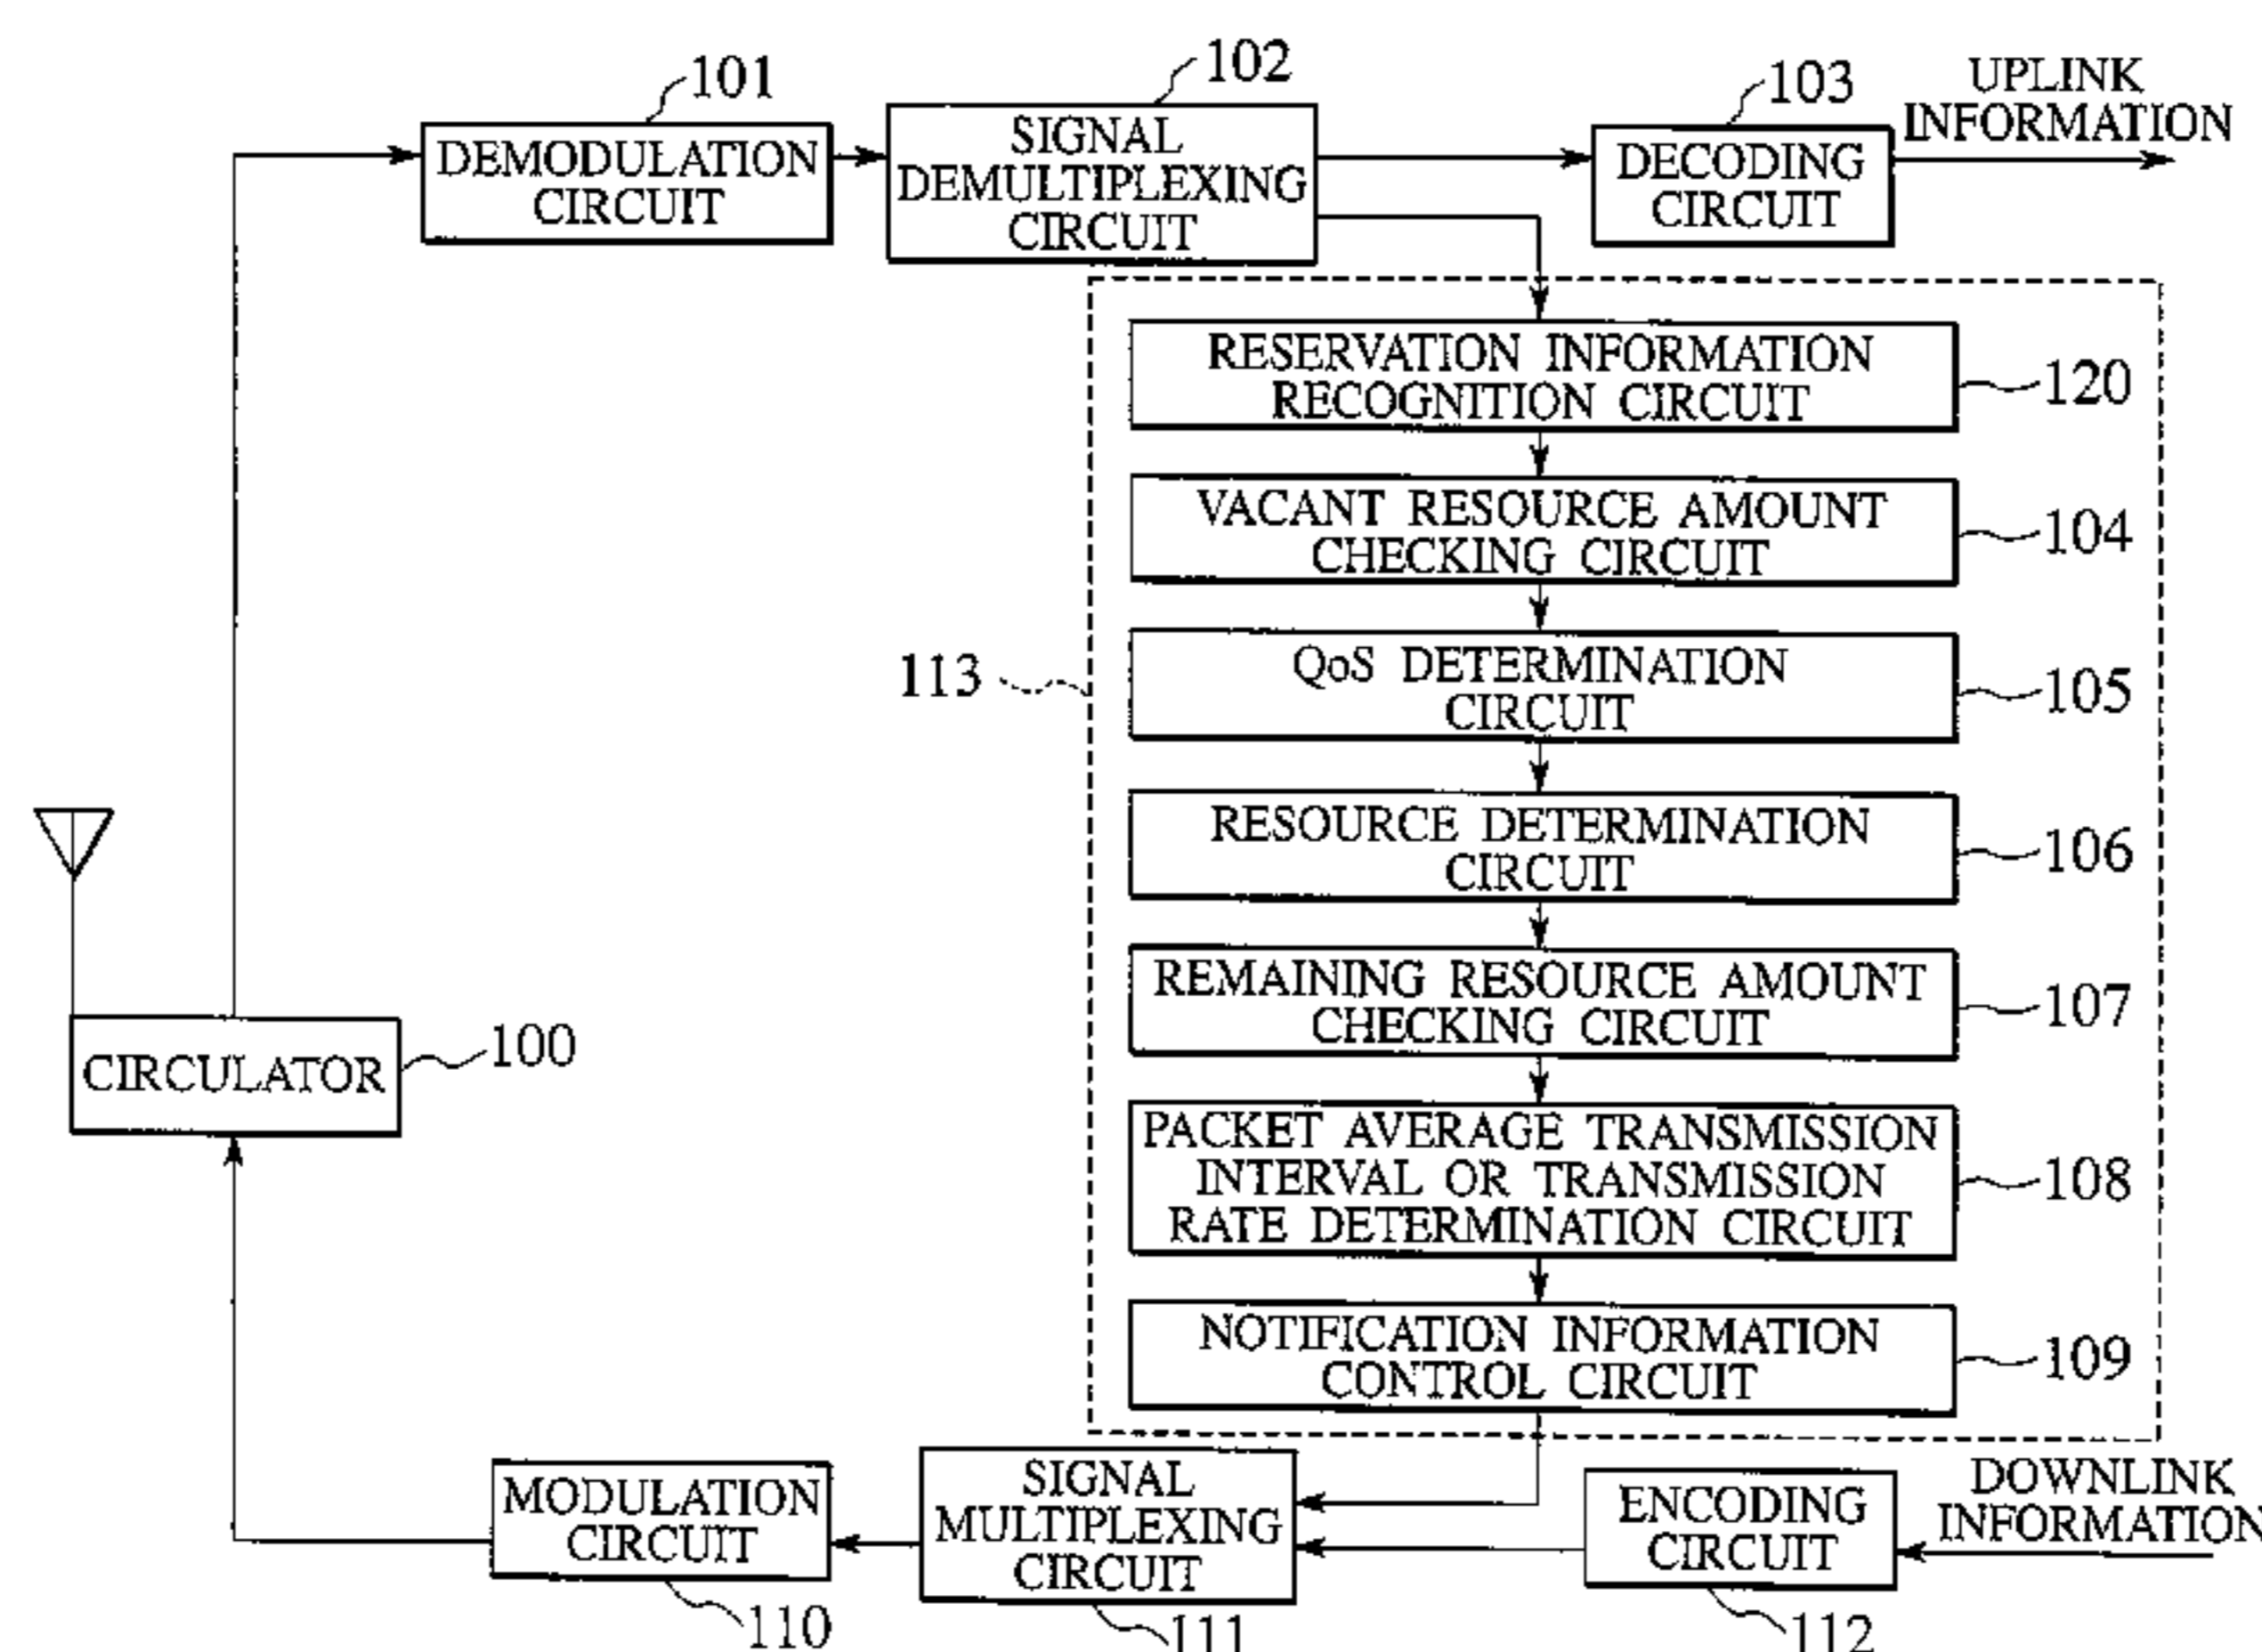 101
102
103
UPLINK
INFORMATION
DEMODULATION
CIRCUIT
SIGNAL
DEMULTIPLEXING
CIRCUIT
DECODING
CIRCUIT
RESERVATION INFORMATION
RECOGNITION CIRCUIT
120
VACANT RESOURCE AMOUNT
CHECKING CIRCUIT
104
113
QoS DETERMINATION
CIRCUIT
105
RESOURCE DETERMINATION
CIRCUIT
106
REMAINING RESOURCE AMOUNT
CHECKING CIRCUIT
107
CIRCULATOR
100
PACKET AVERAGE TRANSMISSION
INTERVAL OR TRANSMISSION
RATE DETERMINATION CIRCUIT
108
NOTIFICATION INFORMATION
CONTROL CIRCUIT
109
MODULATION
CIRCUIT
SIGNAL
MULTIPLEXING
CIRCUIT
ENCODING
CIRCUIT
DOWNLINK
INFORMATION
110
111
112